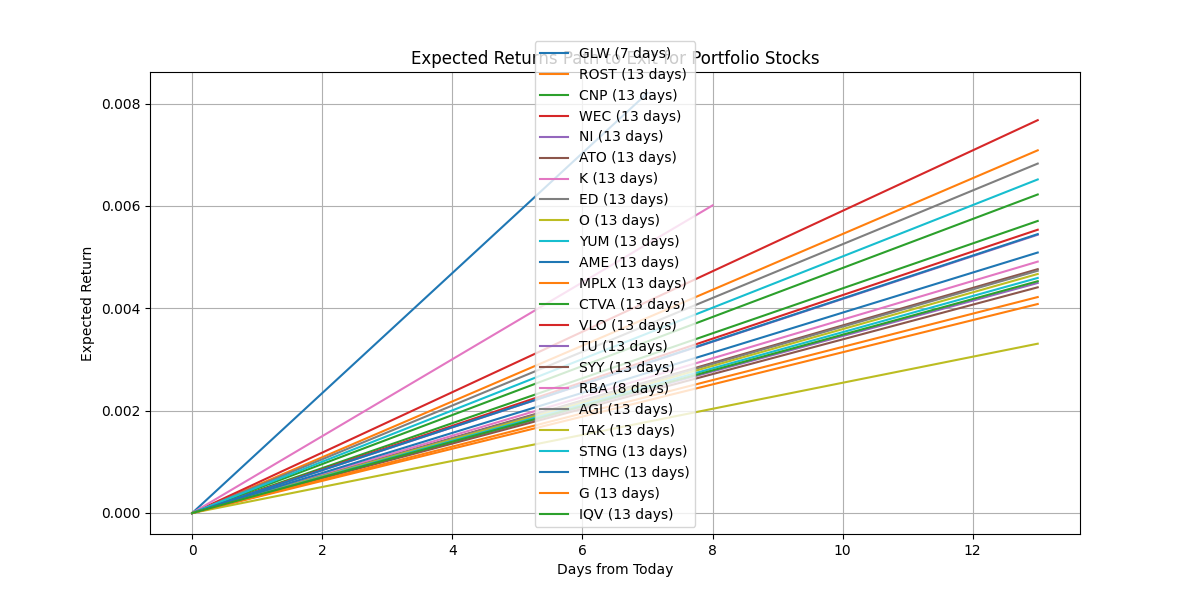 Expected Returns Path to Exit for Portfolio Stocks
GLW (7 days)
ROST (13 days)
CNP (13 days)
WEC (13 days)
NI (13 days)
ATO (13 days)
K (13 days)
ED (13 days)
O (13 days)
YUM (13 days)
AME (13 days)
MPLX (13 days)
CTVA (13 days)
VLO (13 days)
TU (13 days)
SYY (13 days)
RBA (8 days)
AGI (13 days)
TAK (13 days)
STNG (13 days)
TMHC (13 days)
G (13 days)
IQV (13 days)
Expected Return
0.008
0.006
0.004
0.002
0.000
0 2 4 6 8 10 12
Days from Today